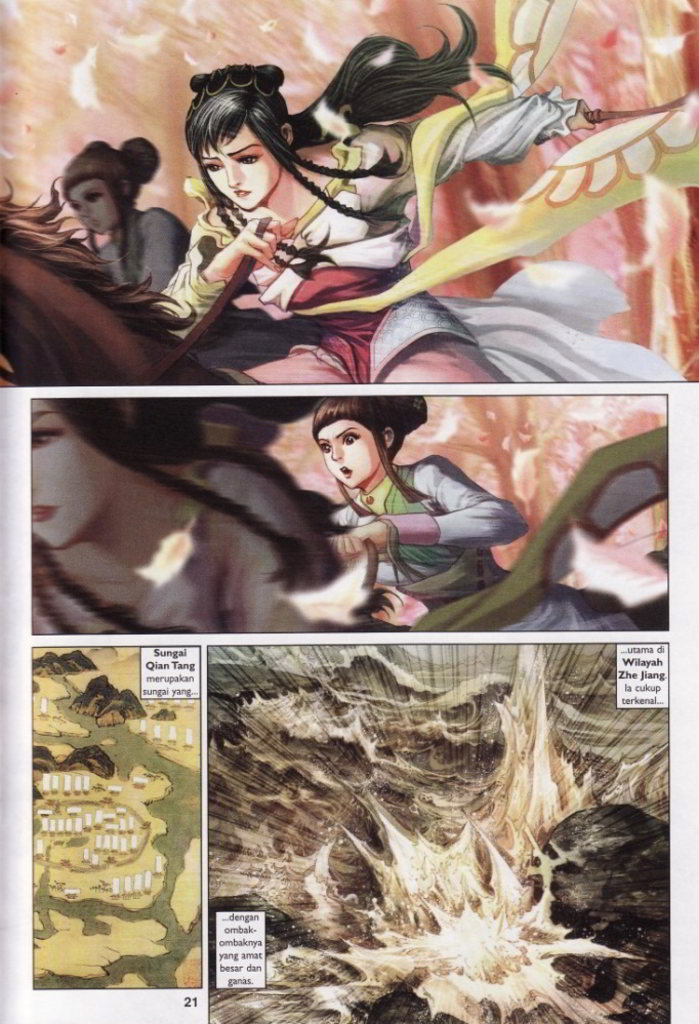 Sungai
Qian Tang
merupakan
sungai yang...
...utama di
Wilayah
Zhe Jiang.
Ia cukup
terkenal...
...dengan
ombak-
ombaknya
yang amat
besar dan
ganas.
21